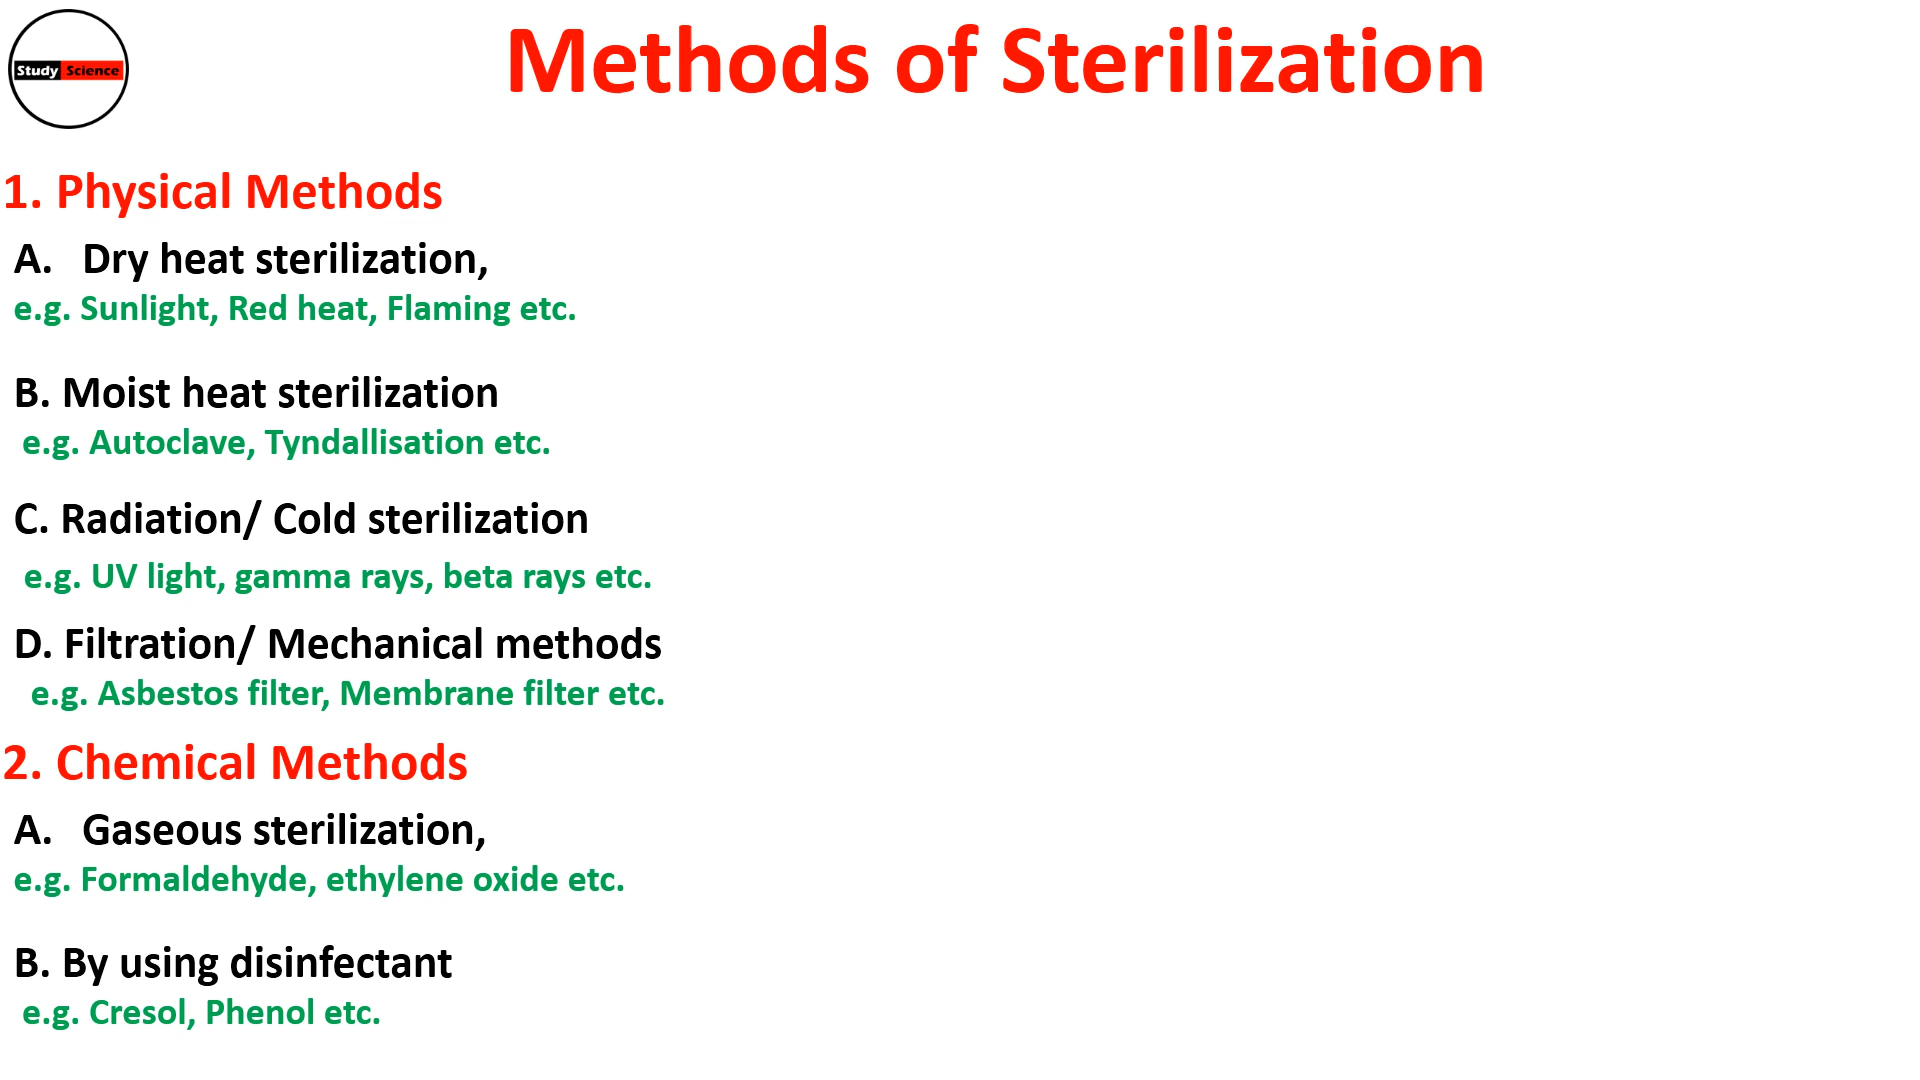 Study Science
Methods of Sterilization
1. Physical Methods
A. Dry heat sterilization,
e.g. Sunlight, Red heat, Flaming etc.
B. Moist heat sterilization
e.g. Autoclave, Tyndallisation etc.
C. Radiation/ Cold sterilization
e.g. UV light, gamma rays, beta rays etc.
D. Filtration/ Mechanical methods
e.g. Asbestos filter, Membrane filter etc.
2. Chemical Methods
A. Gaseous sterilization,
e.g. Formaldehyde, ethylene oxide etc.
B. By using disinfectant
e.g. Cresol, Phenol etc.